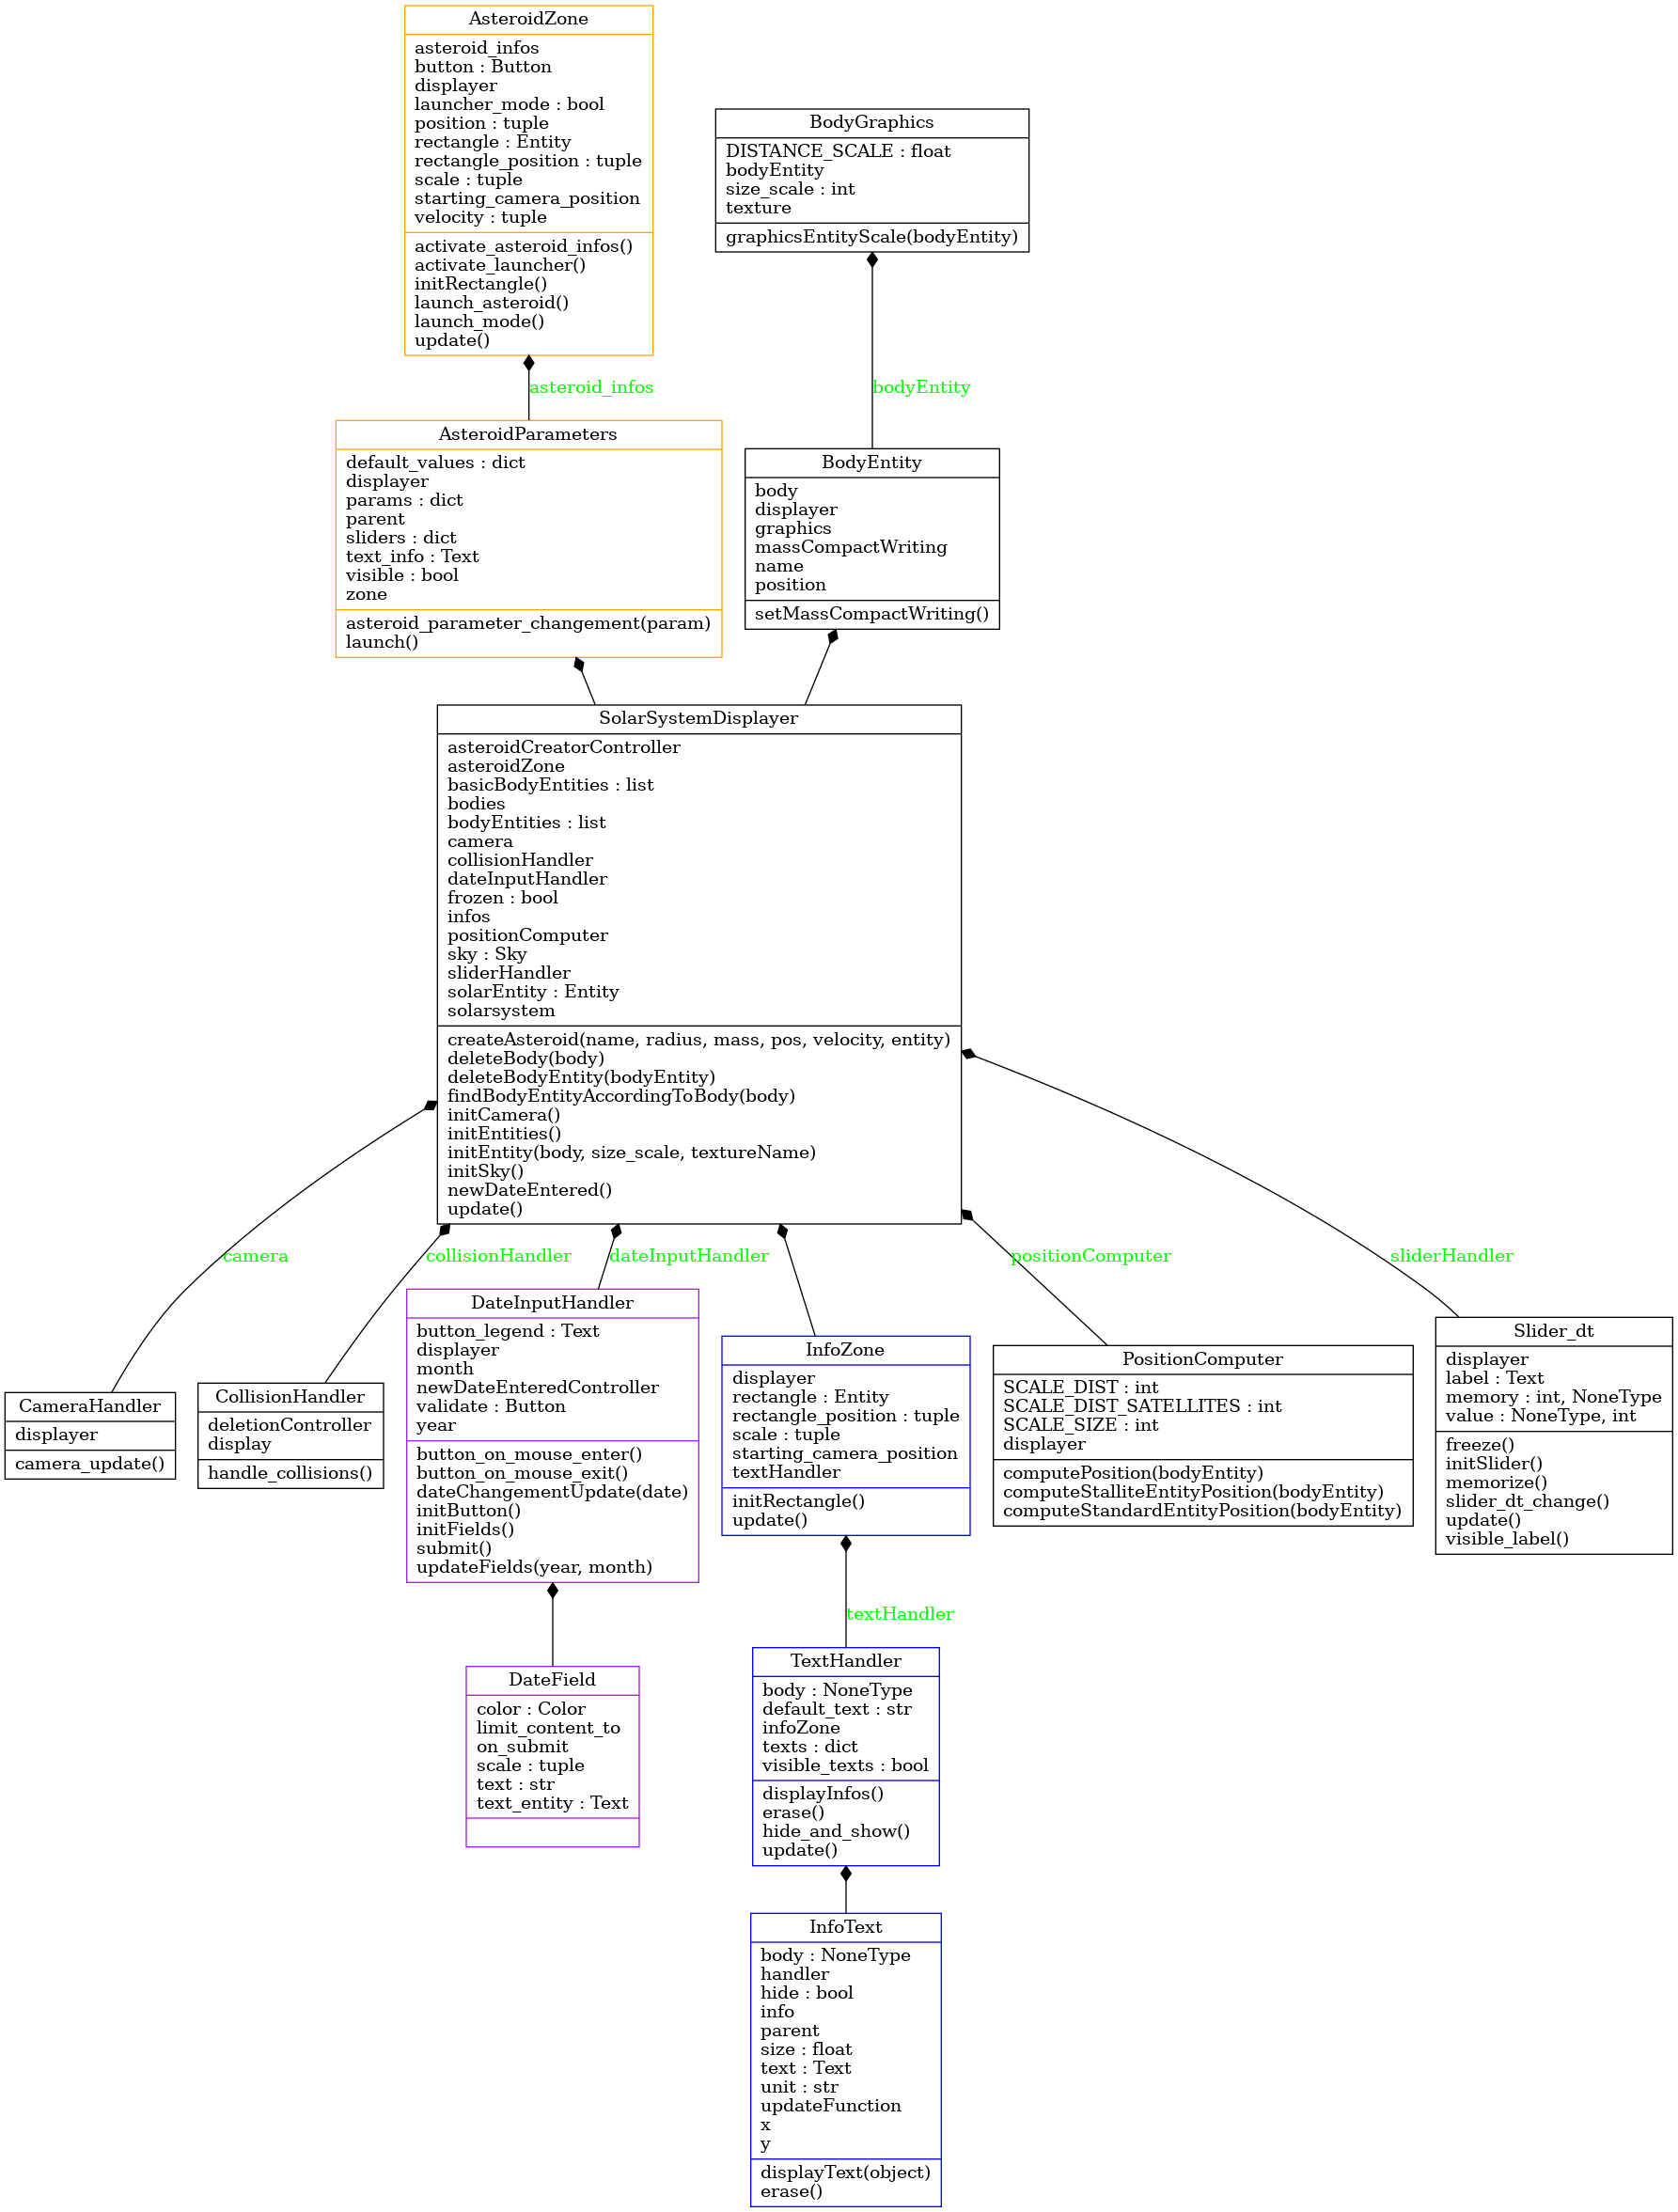 AsteroidZone
asteroid_infos
button : Button
displayer
launcher_mode : bool
position : tuple
rectangle : Entity
rectangle_position : tuple
scale : tuple
starting_camera_position
velocity : tuple
activate_asteroid_infos()
activate_launcher()
initRectangle()
launch_asteroid()
launch_mode()
update()
BodyGraphics
DISTANCE_SCALE : float
bodyEntity
size_scale : int
texture
graphicsEntityScale(bodyEntity)
asteroid_infos
bodyEntity
AsteroidParameters
default_values : dict
displayer
params : dict
parent
sliders : dict
text_info : Text
visible : bool
zone
asteroid_parameter_changement(param)
launch()
BodyEntity
body
displayer
graphics
massCompactWriting
name
position
setMassCompactWriting()
SolarSystemDisplayer
asteroidCreatorController
asteroidZone
basicBodyEntities : list
bodies
bodyEntities : list
camera
collisionHandler
dateInputHandler
frozen : bool
infos
positionComputer
sky : Sky
sliderHandler
solarEntity : Entity
solarsystem
createAsteroid(name, radius, mass, pos, velocity, entity)
deleteBody(body)
deleteBodyEntity(bodyEntity)
findBodyEntityAccordingToBody(body)
initCamera()
initEntities()
initEntity(body, size_scale, textureName)
initSky()
newDateEntered()
update()
camera
collisionHandler
dateInputHandler
positionComputer
sliderHandler
CameraHandler
displayer
camera_update()
CollisionHandler
deletionController
display
handle_collisions()
DateInputHandler
button_legend : Text
displayer
month
newDateEnteredController
validate : Button
year
button_on_mouse_enter()
button_on_mouse_exit()
dateChangementUpdate(date)
initButton()
initFields()
submit()
updateFields(year, month)
InfoZone
displayer
rectangle : Entity
rectangle_position : tuple
scale : tuple
starting_camera_position
textHandler
initRectangle()
update()
PositionComputer
SCALE_DIST : int
SCALE_DIST_SATELLITES : int
SCALE_SIZE : int
displayer
computePosition(bodyEntity)
computeStalliteEntityPosition(bodyEntity)
computeStandardEntityPosition(bodyEntity)
Slider_dt
displayer
label : Text
memory : int, NoneType
value : NoneType, int
freeze()
initSlider()
memorize()
slider_dt_change()
update()
visible_label()
textHandler
DateField
color : Color
limit_content_to
on_submit
scale : tuple
text : str
text_entity : Text
TextHandler
body : NoneType
default_text : str
infoZone
texts : dict
visible_texts : bool
displayInfos()
erase()
hide_and_show()
update()
InfoText
body : NoneType
handler
hide : bool
info
parent
size : float
text : Text
unit : str
updateFunction
x
y
displayText(object)
erase()